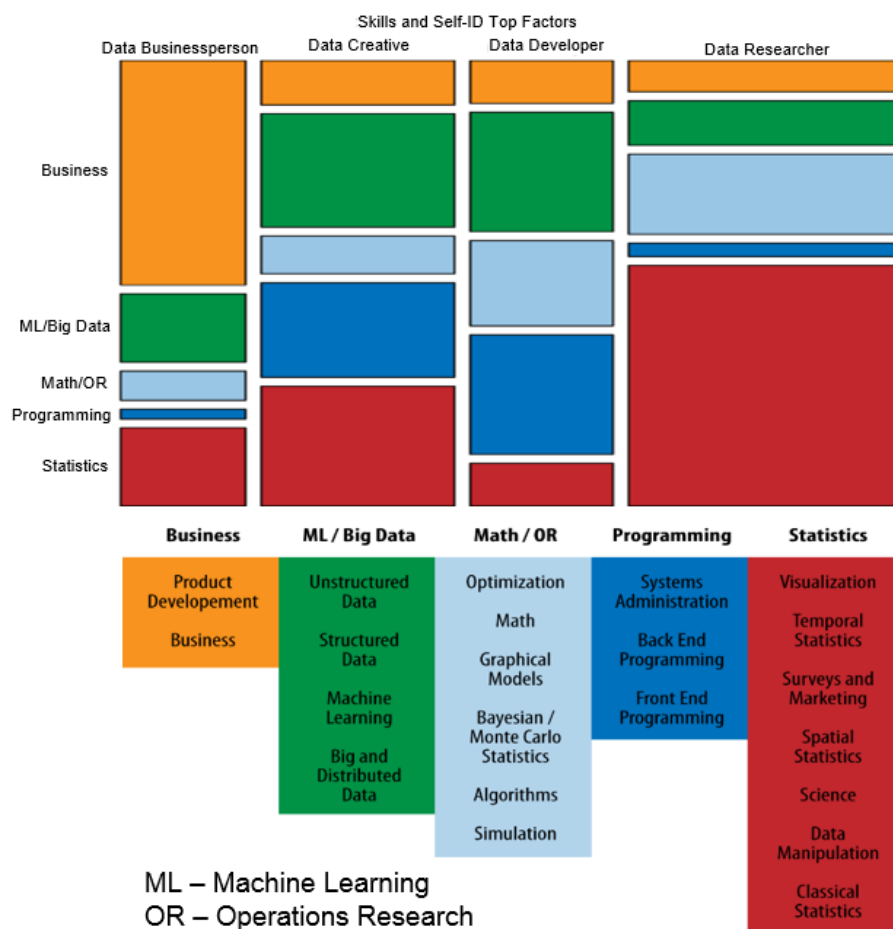 Skills and Self-ID Top Factors
Data Businessperson
Data Creative
Data Developer
Data Researcher
Business
ML/Big Data
Math/OR
Programming
Statistics
Business
Product
Developement
Business
ML / Big Data
Unstructured
Data
Structured
Data
Machine
Learning
Big and
Distributed
Data
Math / OR
Optimization
Math
Graphical
Models
Bayesian /
Monte Carlo
Statistics
Algorithms
Simulation
Programming
Systems
Administration
Back End
Programming
Front End
Programming
Statistics
Visualization
Temporal
Statistics
Surveys and
Marketing
Spatial
Statistics
Science
Data
Manipulation
Classical
Statistics
ML – Machine Learning
OR – Operations Research